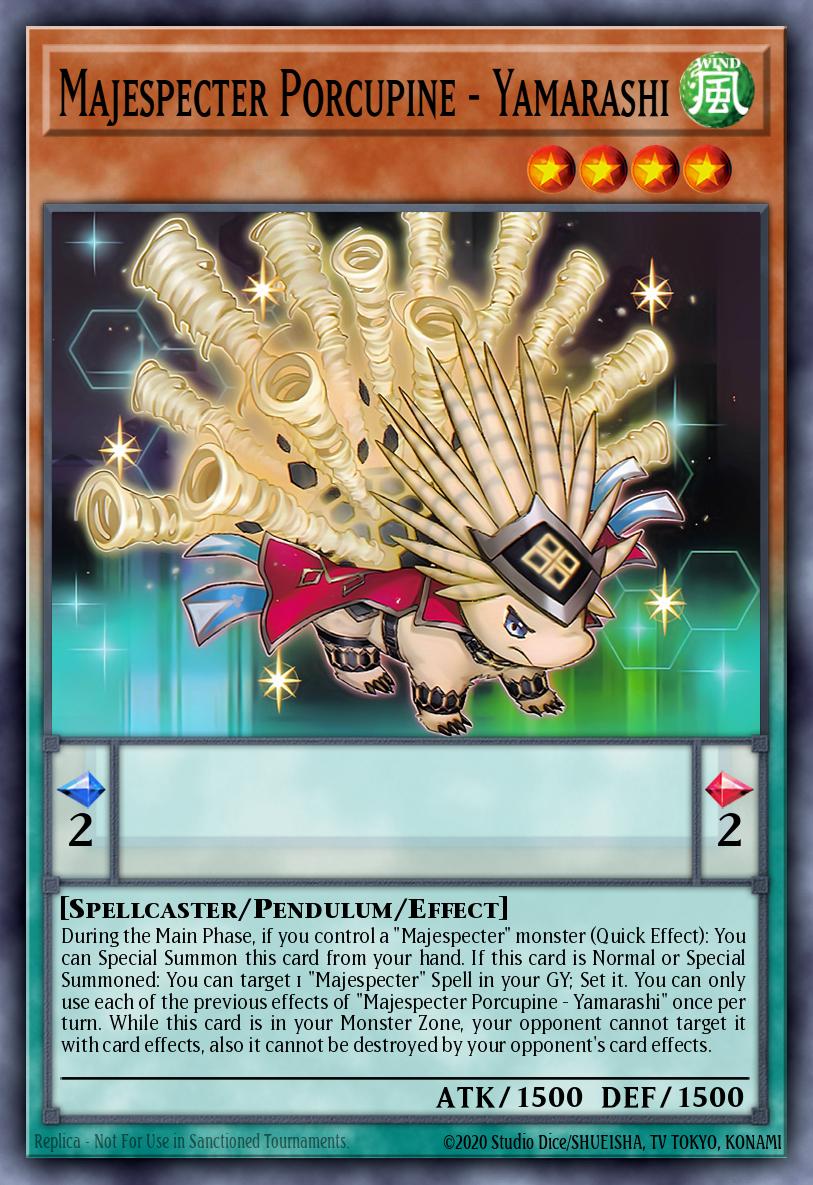 Majespecter Porcupine - Yamarashi
WIND
風
2
2
[Spellcaster/Pendulum/Effect]
During the Main Phase, if you control a "Majespecter" monster (Quick Effect): You
can Special Summon this card from your hand. If this card is Normal or Special
Summoned: You can target 1 "Majespecter" Spell in your GY; Set it. You can only
use each of the previous effects of "Majespecter Porcupine - Yamarashi" once per
turn. While this card is in your Monster Zone, your opponent cannot target it
with card effects, also it cannot be destroyed by your opponent's card effects.
ATK/1500 DEF/1500
Replica - Not For Use in Sanctioned Tournaments.
©2020 Studio Dice/SHUEISHA, TV TOKYO, KONAMI